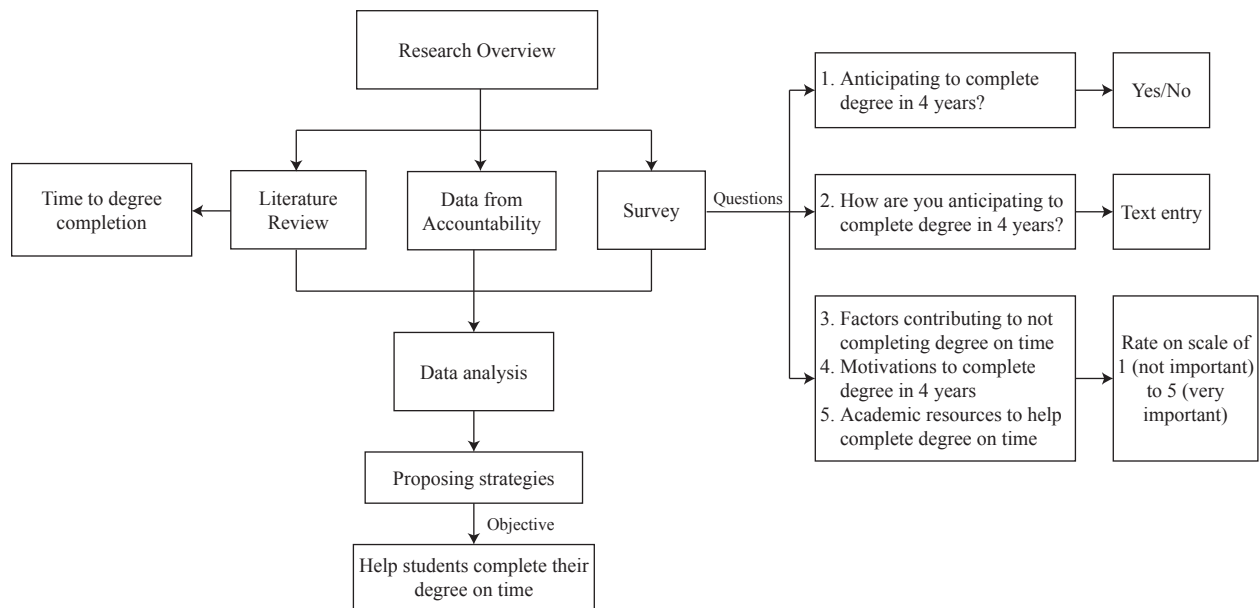 Research Overview
Time to degree
completion
Literature
Review
Data from
Accountability
Survey
Questions
1. Anticipating to complete
degree in 4 years?
Yes/No
2. How are you anticipating to
complete degree in 4 years?
Text entry
3. Factors contributing to not
completing degree on time
4. Motivations to complete
degree in 4 years
5. Academic resources to help
complete degree on time
Rate on scale of
1 (not important)
to 5 (very
important)
Data analysis
Proposing strategies
Objective
Help students complete their
degree on time